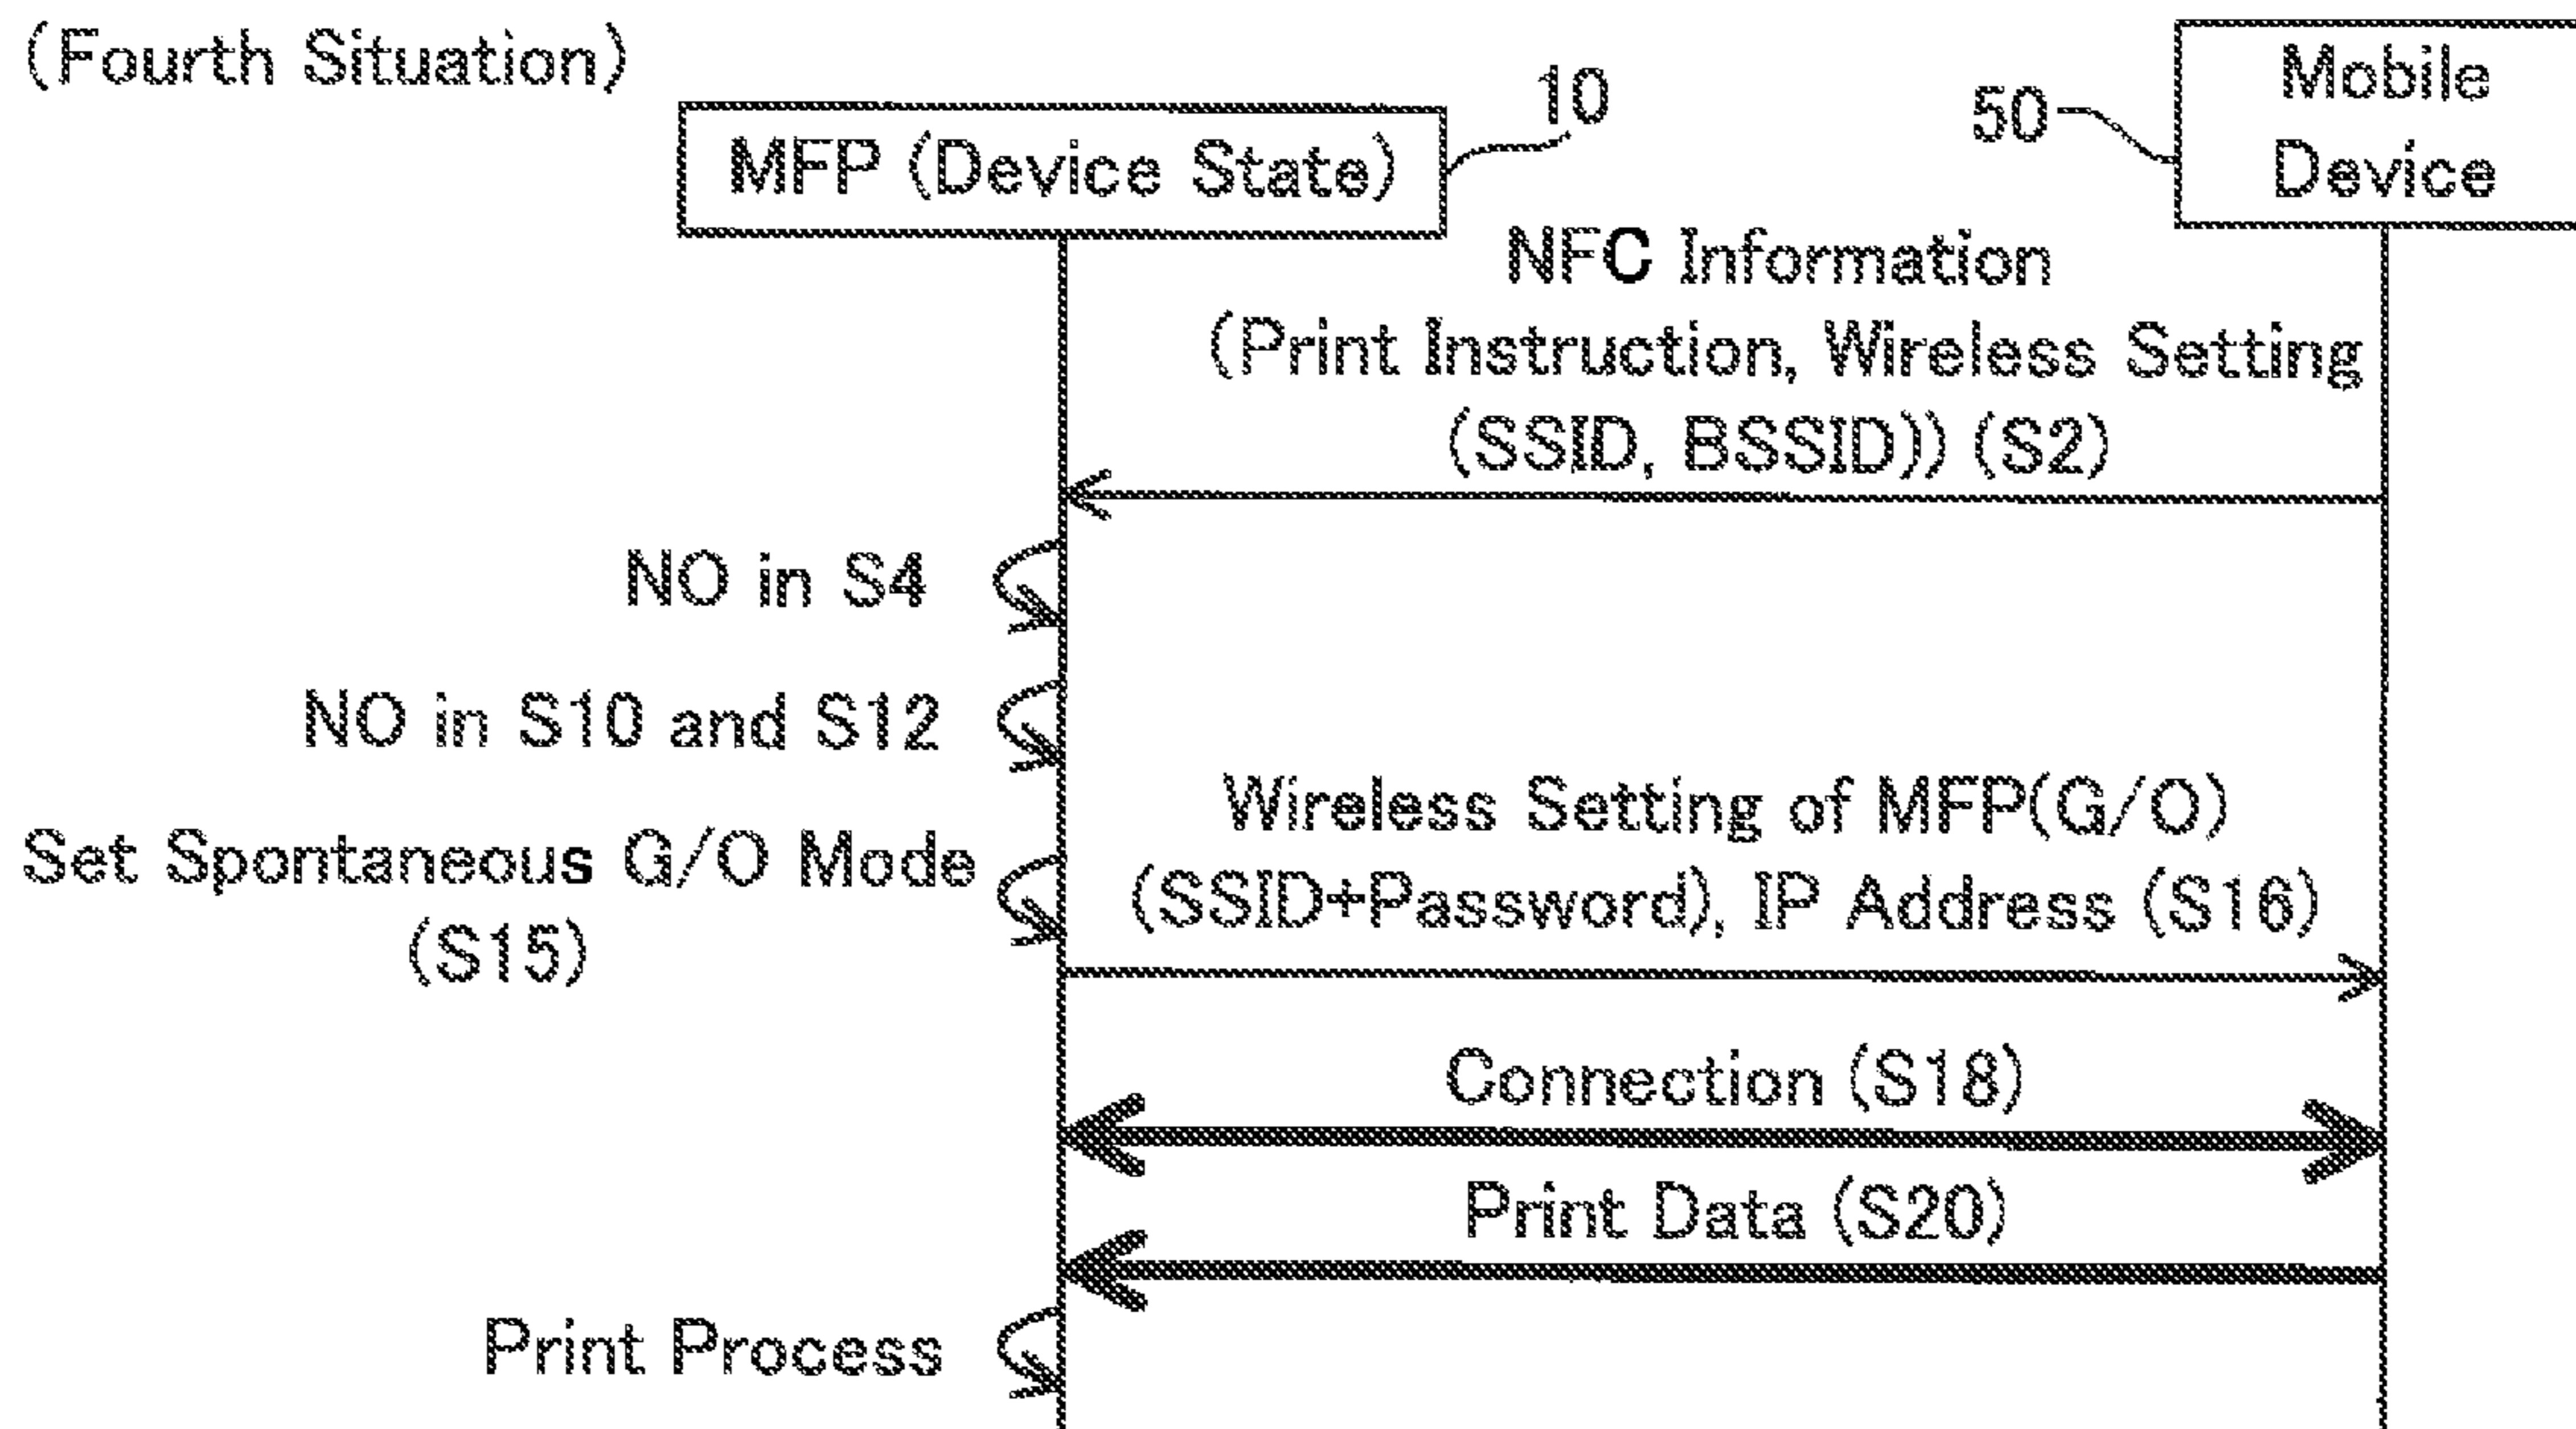 (Fourth Situation)
10
50
Mobile
Device
MFP (Device State)
NFC Information
(Print Instruction, Wireless Setting
(SSID, BSSID)) (S2)
NO in S4
NO in S10 and S12
Set Spontaneous G/O Mode
(S15)
Wireless Setting of MFP(G/O)
(SSID+Password), IP Address (S16)
Connection (S18)
Print Data (S20)
Print Process